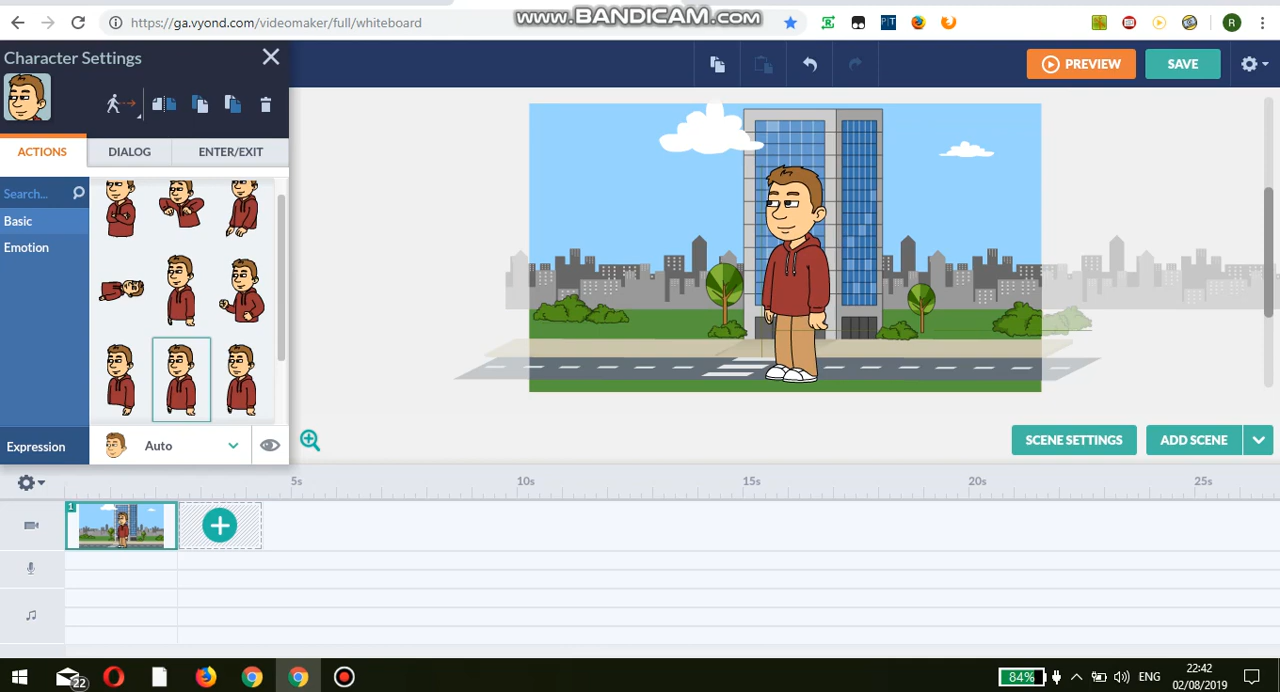 https://ga.vyond.com/videomaker/full/whiteboard
www.BANDICAM.com
R
Character Settings
PREVIEW
SAVE
ACTIONS
DIALOG
ENTER/EXIT
Search...
Basic
Emotion
Expression
Auto
SCENE SETTINGS
ADD SCENE
5s
10s
15s
20s
25s
1
22
84%
ENG
22:42
02/08/2019